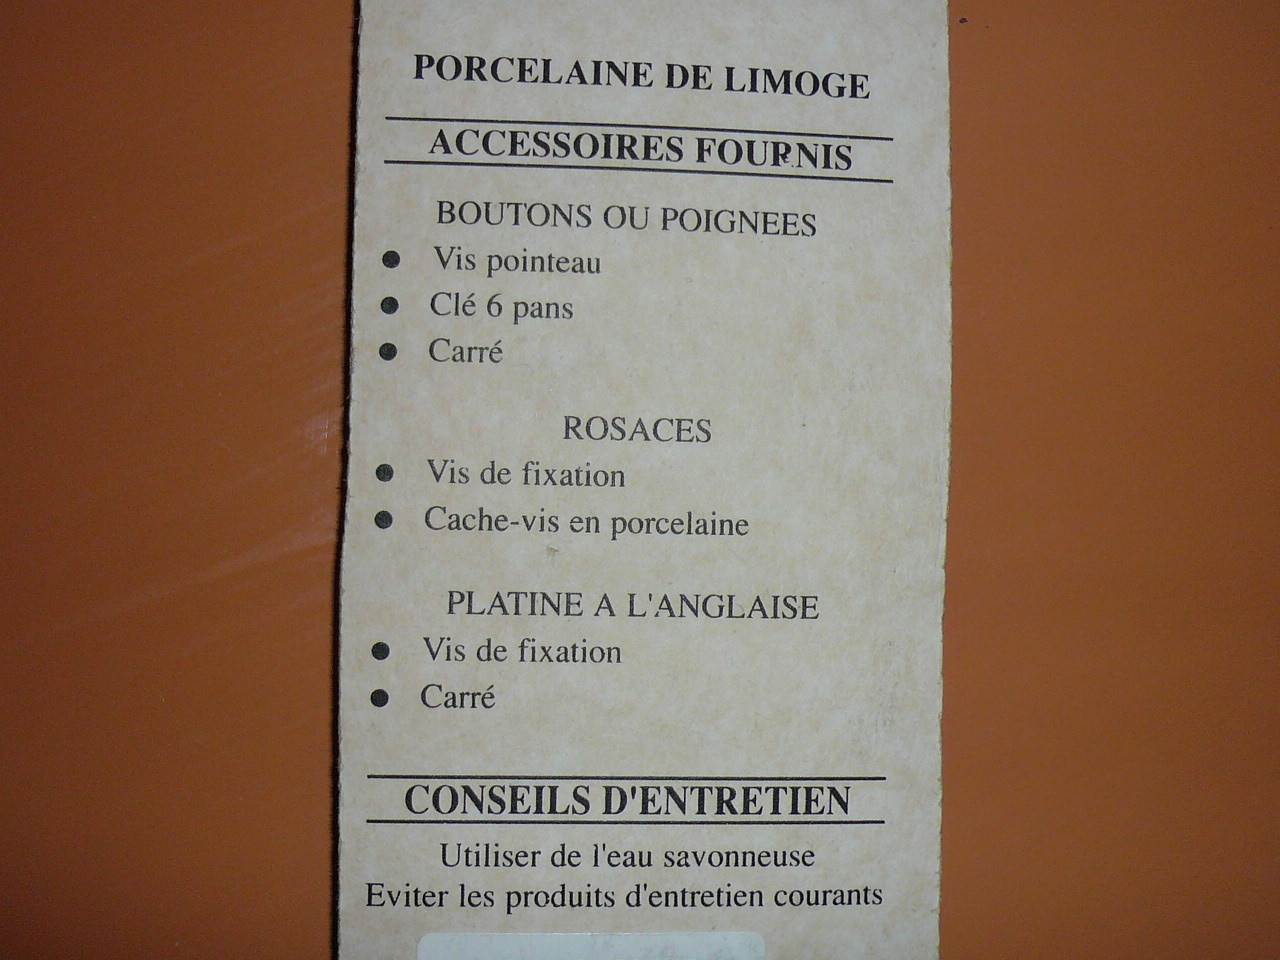 PORCELAINE DE LIMOGE
ACCESSOIRES FOURNIS
BOUTONS OU POIGNEES
● Vis pointeau
● Clé 6 pans
● Carré
ROSACES
● Vis de fixation
● Cache-vis en porcelaine
PLATINE A L'ANGLAISE
● Vis de fixation
● Carré
CONSEILS D'ENTRETIEN
Utiliser de l'eau savonneuse
Eviter les produits d'entretien courants